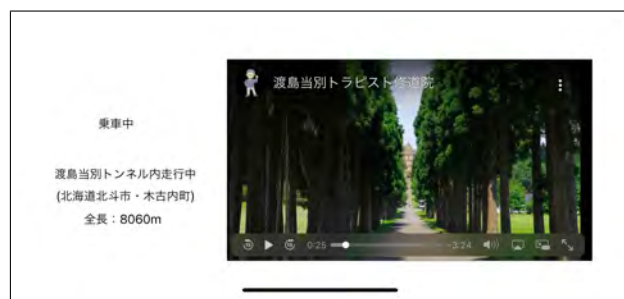 乗車中
渡島当別トンネル内走行中
(北海道北斗市・木古内町)
全長：8060m
渡島当別トラピスト修道院
0:25
-3:24